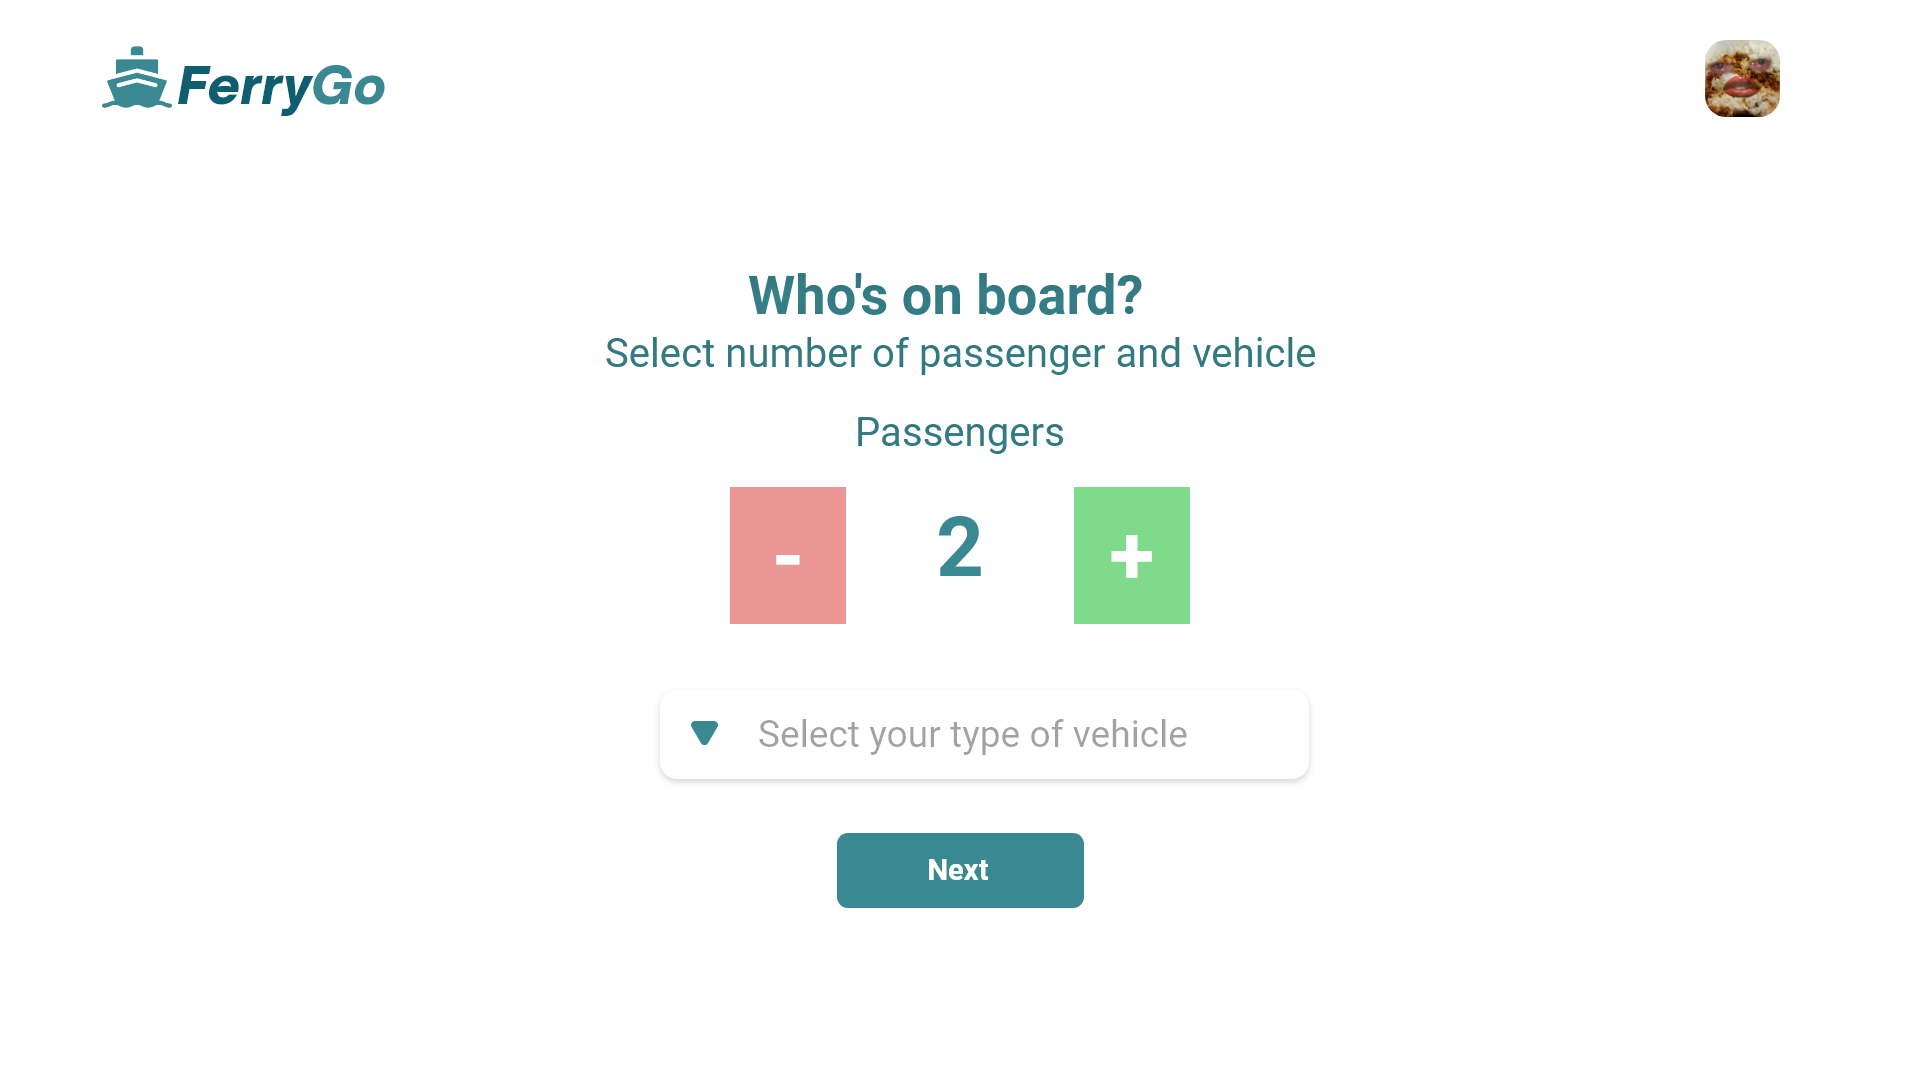 FerryGo
Who's on board?
Select number of passenger and vehicle
Passengers
- 2 +
Select your type of vehicle
Next